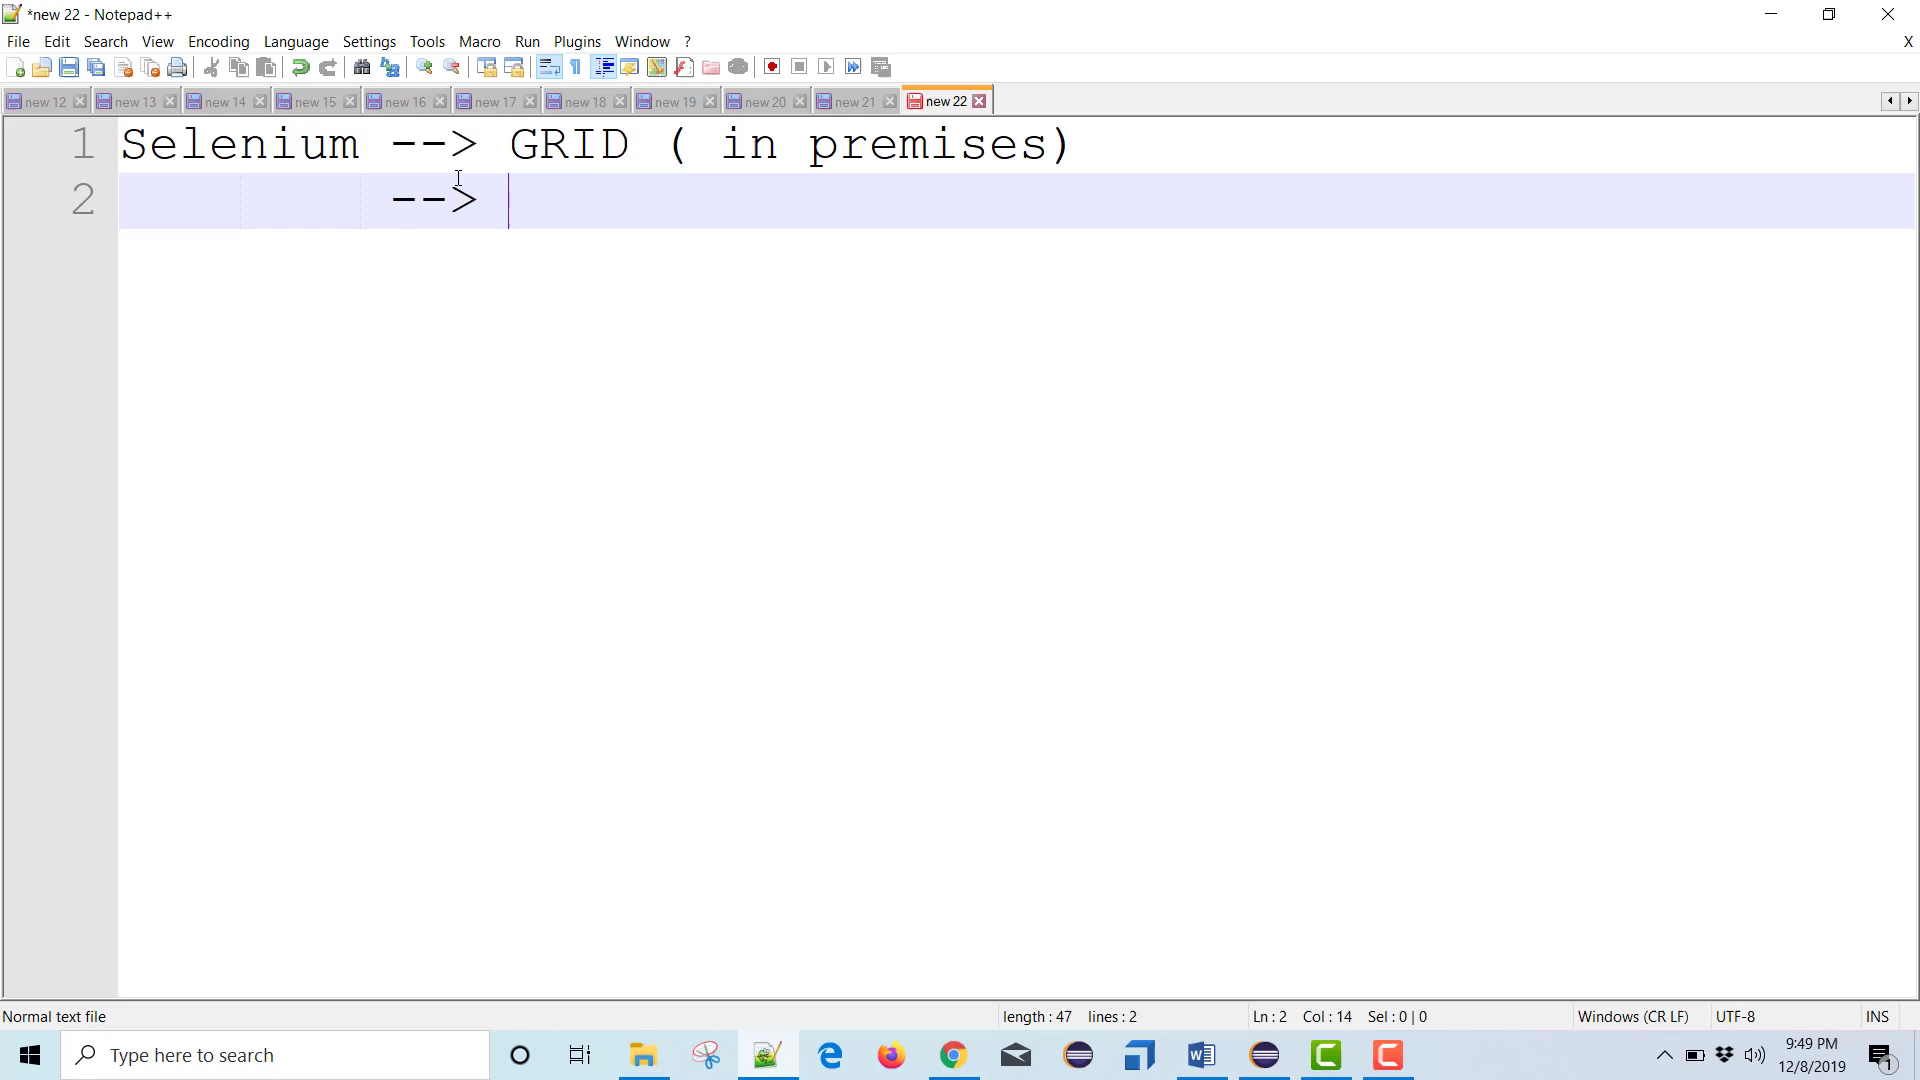 *new 22 - Notepad++
File Edit Search View Encoding Language Settings Tools Macro Run Plugins Window ? X
new 12 new 13 new 14 new 15 new 16 new 17 new 18 new 19 new 20 new 21 new 22
1 Selenium --> GRID ( in premises)
2 -->
Normal text file length : 47 lines : 2 Ln : 2 Col : 14 Sel : 0 | 0 Windows (CR LF) UTF-8 INS
Type here to search
9:49 PM
12/8/2019
1